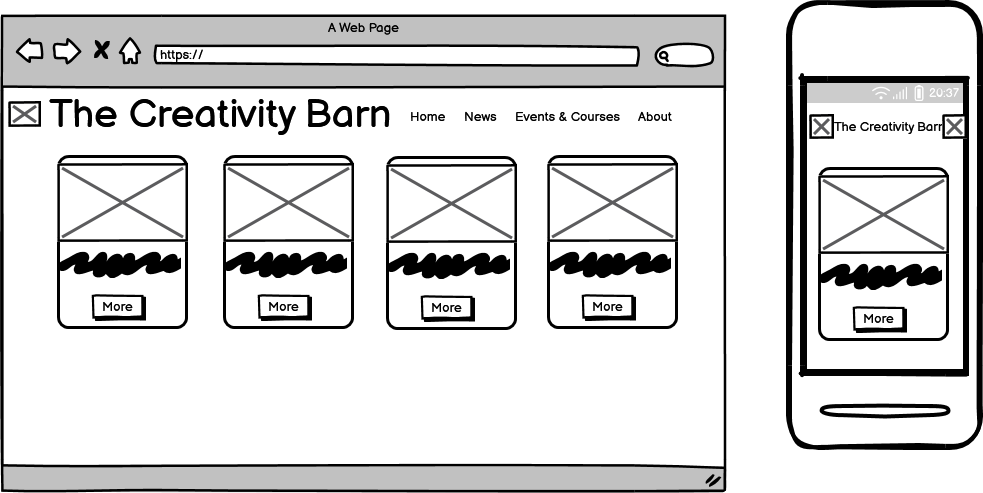 A Web Page
https://
The Creativity Barn Home News Events & Courses About
More More More More
20:37
The Creativity Barn
More